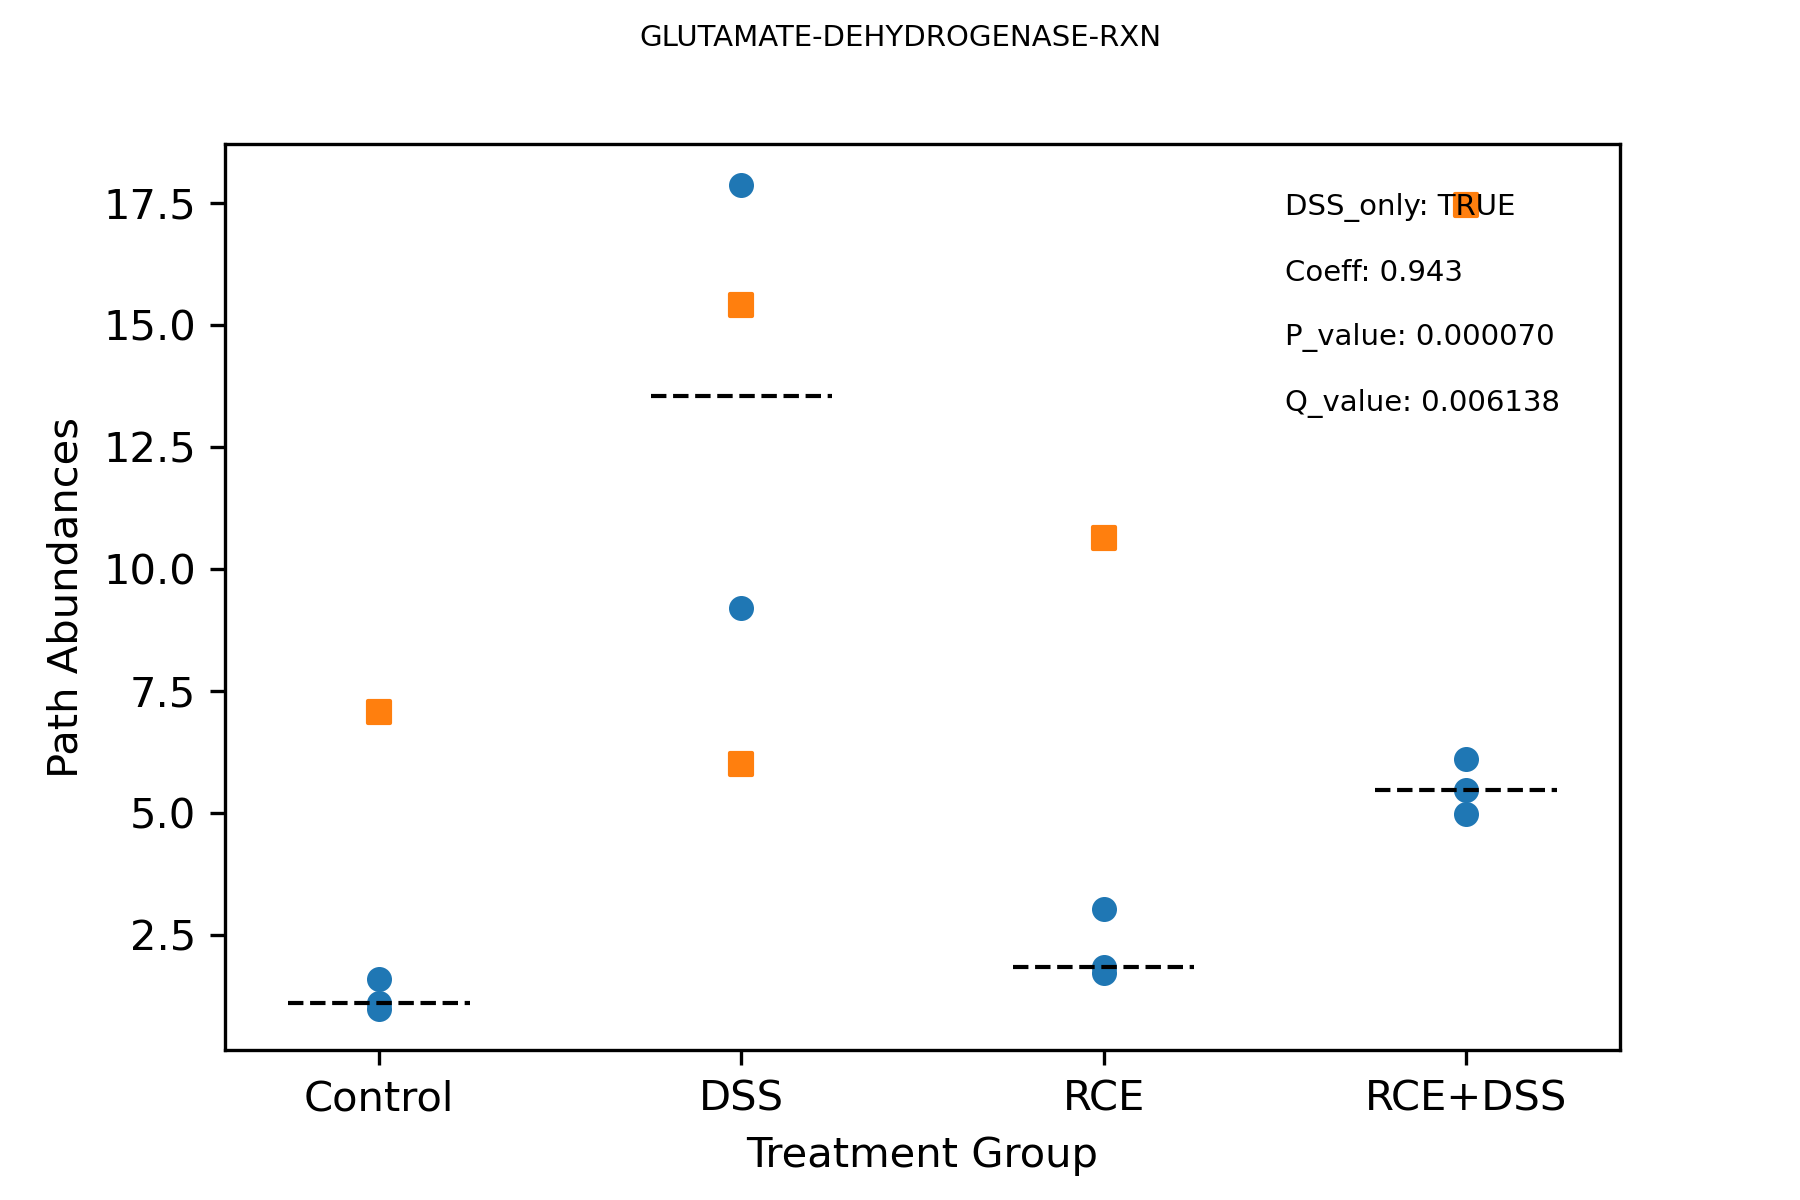 GLUTAMATE-DEHYDROGENASE-RXN
17.5
15.0
12.5
10.0
7.5
5.0
2.5
Path Abundances
DSS_only: TRUE
Coeff: 0.943
P_value: 0.000070
Q_value: 0.006138
Control
DSS
RCE
RCE+DSS
Treatment Group